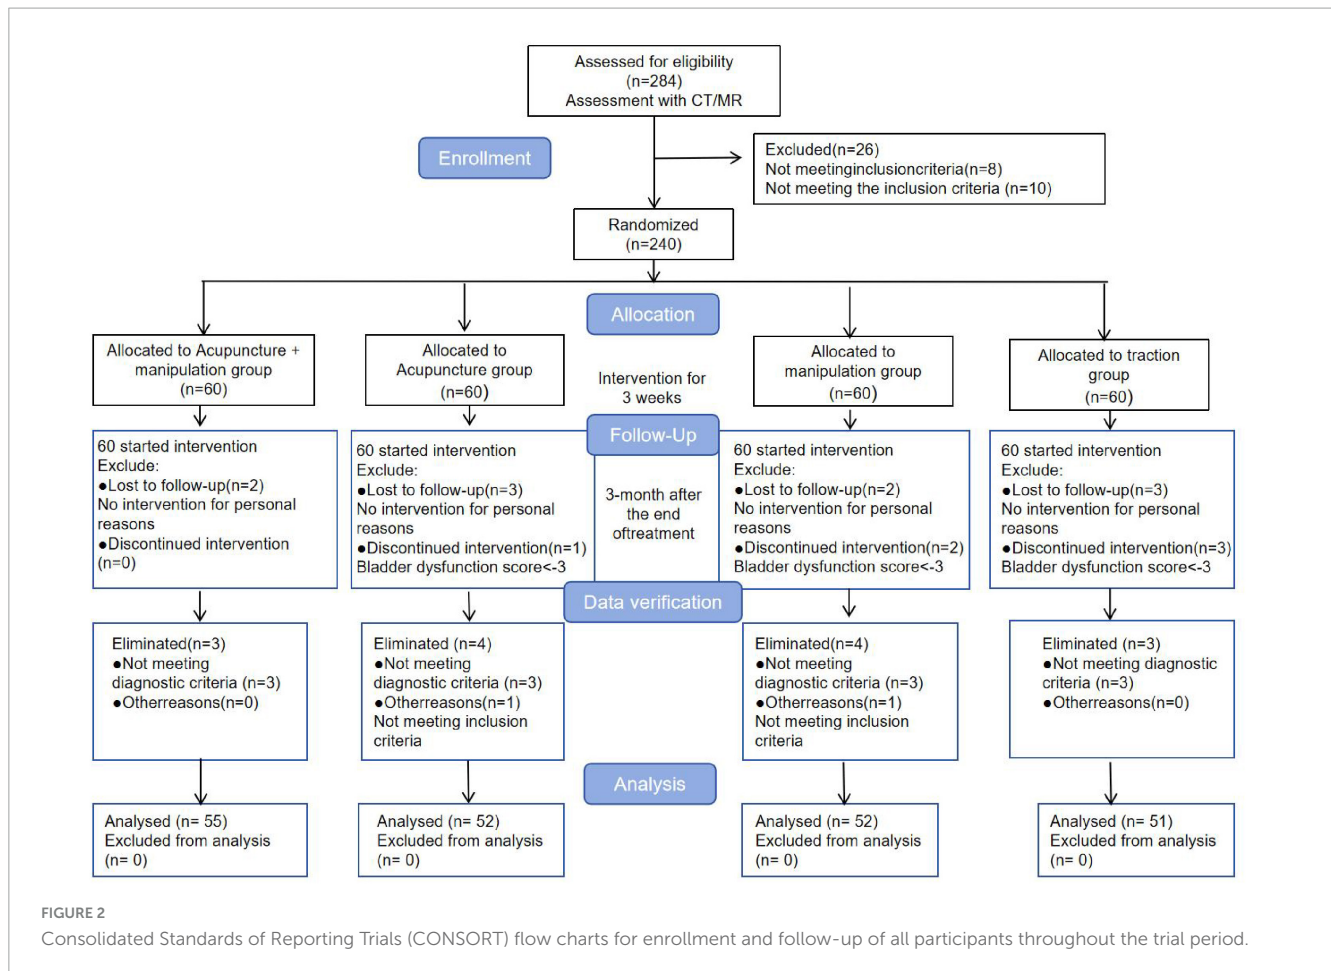 Assessed for eligibility
(n=284)
Assessment with CT/MR
Enrollment
Excluded(n=26)
Not meetinginclusioncriteria(n=8)
Not meeting the inclusion criteria (n=10)
Randomized
(n=240)
Allocation
Allocated to Acupuncture +
manipulation group
(n=60)
Allocated to
Acupuncture group
(n=60)
Intervention for
3 weeks
Allocated to
manipulation group
(n=60)
Allocated to traction
group
(n=60)
Follow-Up
60 started intervention
Exclude:
●Lost to follow-up(n=2)
No intervention for personal
reasons
●Discontinued intervention
(n=0)
60 started intervention
Exclude:
●Lost to follow-up(n=3)
No intervention for personal
reasons
●Discontinued intervention(n=1)
Bladder dysfunction score<-3
3-month after
the end
oftreatment
60 started intervention
Exclude:
●Lost to follow-up(n=2)
No intervention for personal
reasons
●Discontinued intervention(n=2)
Bladder dysfunction score<-3
60 started intervention
Exclude:
●Lost to follow-up(n=3)
No intervention for personal
reasons
●Discontinued intervention(n=3)
Bladder dysfunction score<-3
Data verification
Eliminated(n=3)
●Not meeting
diagnostic criteria (n=3)
●Otherreasons(n=0)
Eliminated (n=4)
●Not meeting
diagnostic criteria (n=3)
●Otherreasons(n=1)
Not meeting inclusion
criteria
Eliminated(n=4)
●Not meeting
diagnostic criteria (n=3)
●Otherreasons(n=1)
Not meeting inclusion
criteria
Eliminated (n=3)
●Not meeting diagnostic
criteria (n=3)
●Otherreasons(n=0)
Analysis
Analysed (n= 55)
Excluded from analysis
(n= 0)
Analysed (n= 52)
Excluded from analysis
(n= 0)
Analysed (n= 52)
Excluded from analysis
(n= 0)
Analysed (n= 51)
Excluded from analysis
(n= 0)
FIGURE 2
Consolidated Standards of Reporting Trials (CONSORT) flow charts for enrollment and follow-up of all participants throughout the trial period.